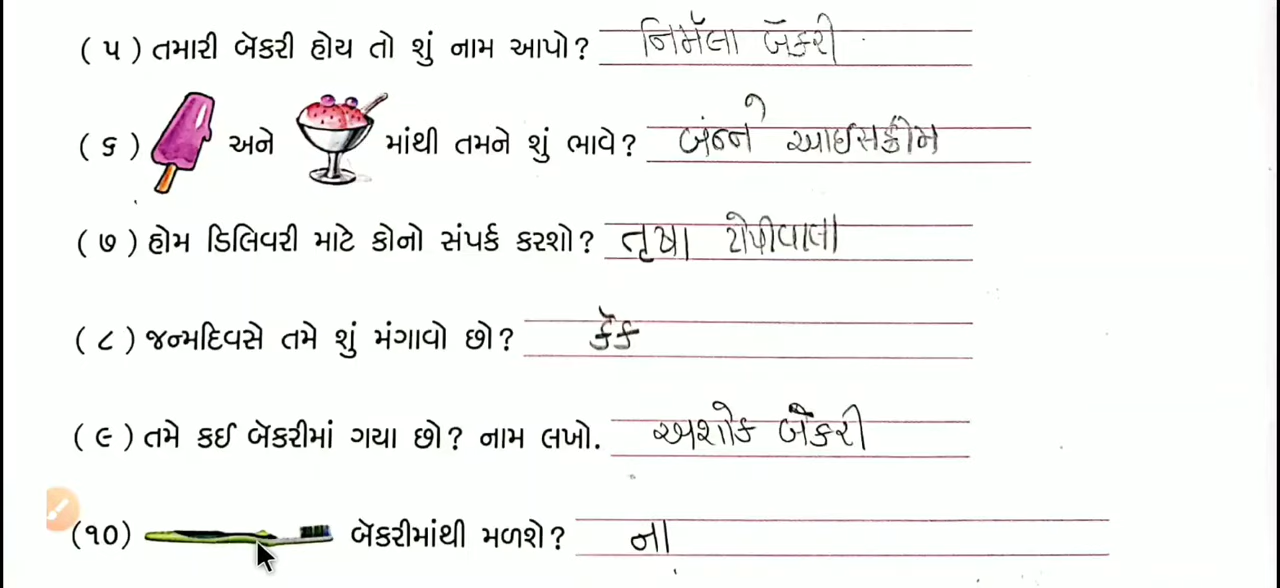 (૫) તમારી બૅકરી હોય તો શું નામ આપો? નિર્મલા બૅકરી
(૬) અને માંથી તમને શું ભાવે? બંન્ને આઇસક્રીમ
(૭) હોમ ડિલિવરી માટે કોનો સંપર્ક કરશો? તૃષા ટોપીવાલા
(૮) જન્મદિવસે તમે શું મંગાવો છો? કેક
(૯) તમે કઈ બૅકરીમાં ગયા છો? નામ લખો. અશોક બૅકરી
(૧૦) બૅકરીમાંથી મળશે? ના